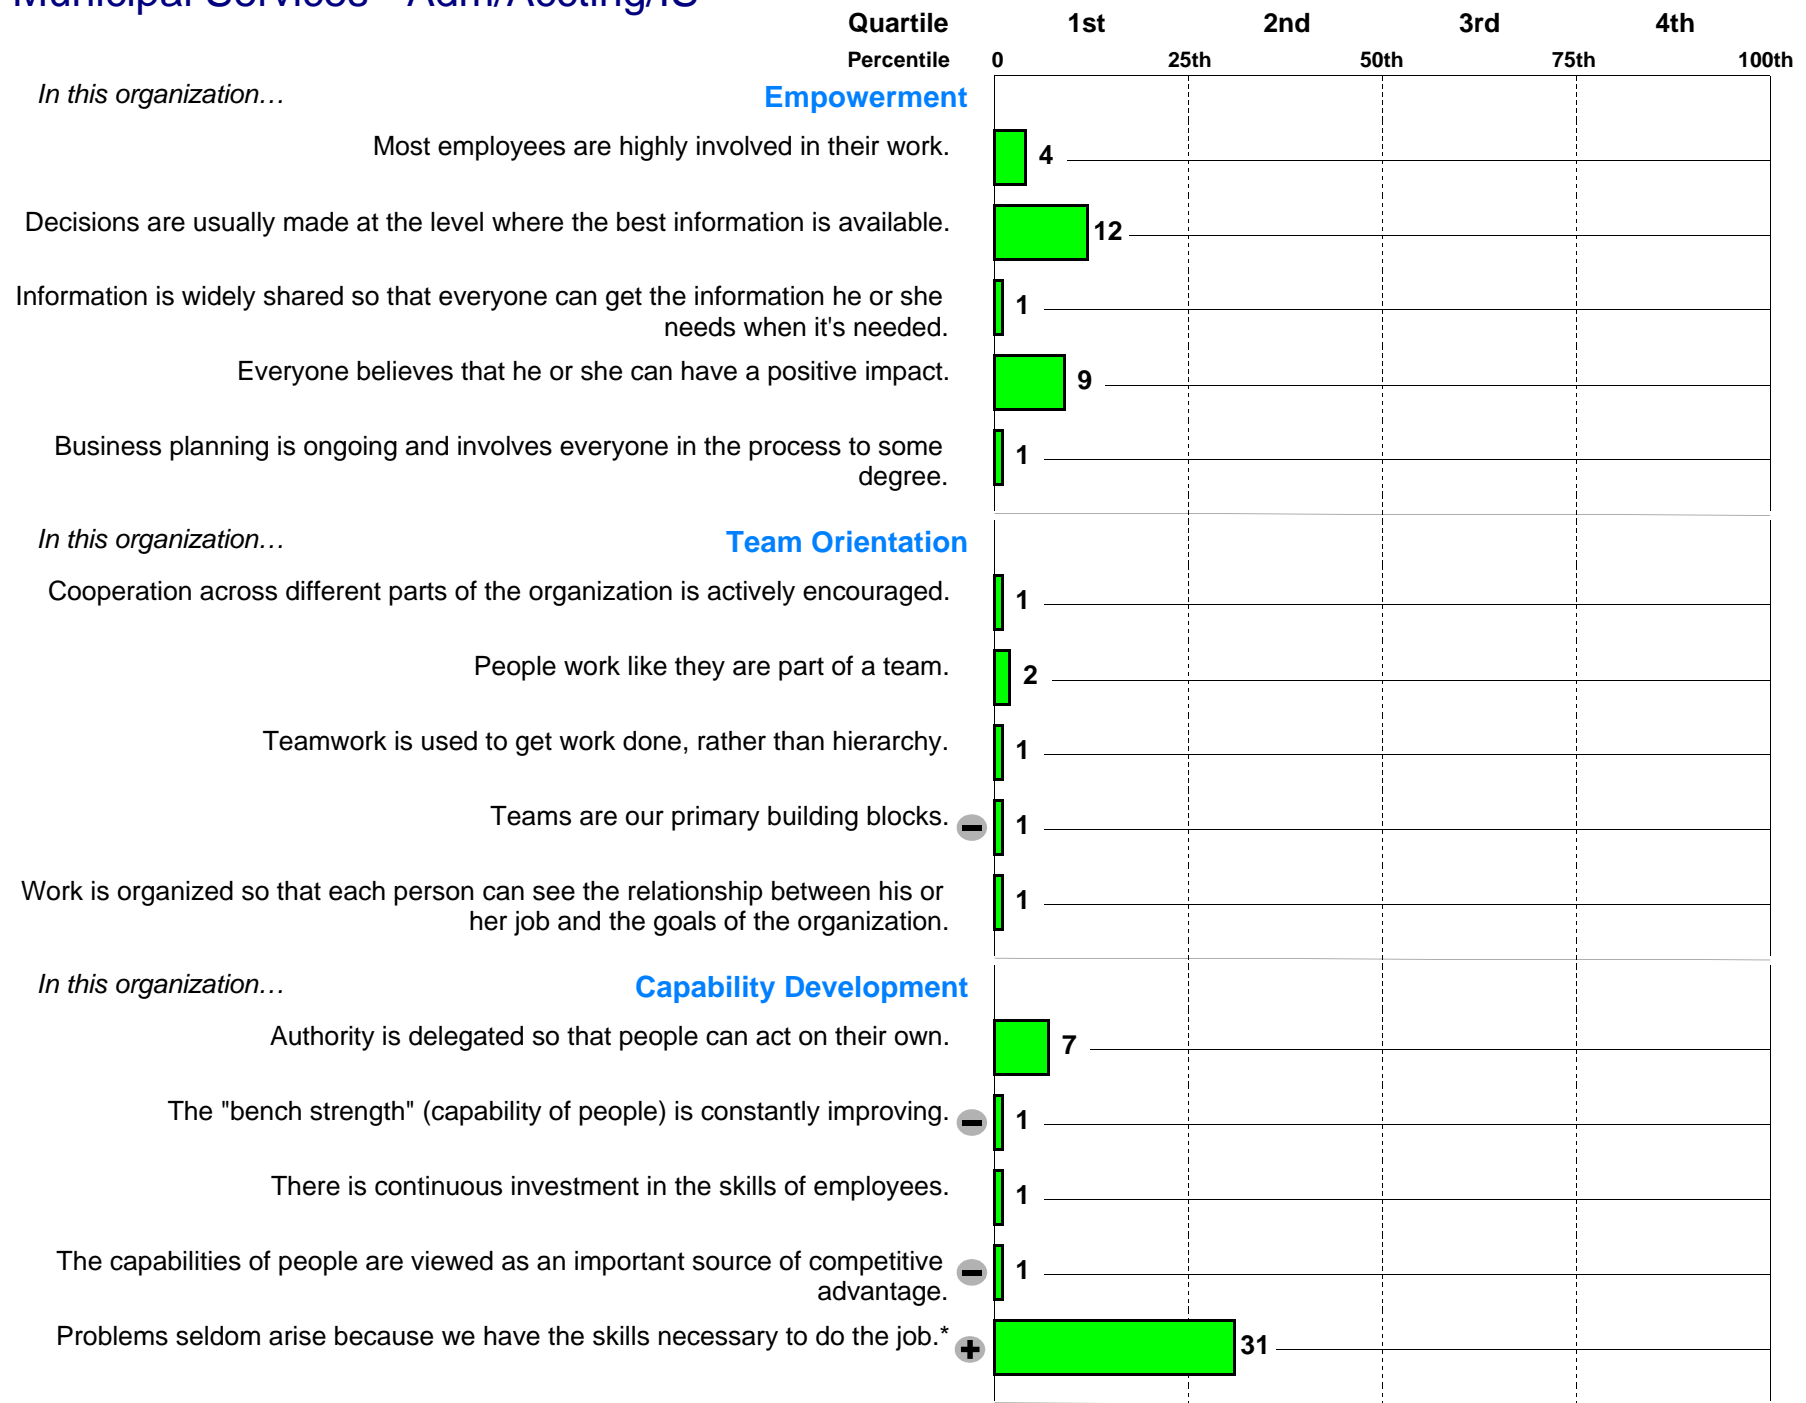 Municipal Services - Adm/Accting/IS
Quartile 1st 2nd 3rd 4th
Percentile 0 25th 50th 75th 100th
In this organization… Empowerment
Most employees are highly involved in their work. 4
Decisions are usually made at the level where the best information is available. 12
Information is widely shared so that everyone can get the information he or she
needs when it's needed. 1
Everyone believes that he or she can have a positive impact. 9
Business planning is ongoing and involves everyone in the process to some
degree. 1
In this organization… Team Orientation
Cooperation across different parts of the organization is actively encouraged. 1
People work like they are part of a team. 2
Teamwork is used to get work done, rather than hierarchy. 1
Teams are our primary building blocks. 1
Work is organized so that each person can see the relationship between his or
her job and the goals of the organization. 1
In this organization… Capability Development
Authority is delegated so that people can act on their own. 7
The "bench strength" (capability of people) is constantly improving. 1
There is continuous investment in the skills of employees. 1
The capabilities of people are viewed as an important source of competitive
advantage. 1
Problems seldom arise because we have the skills necessary to do the job.* 31